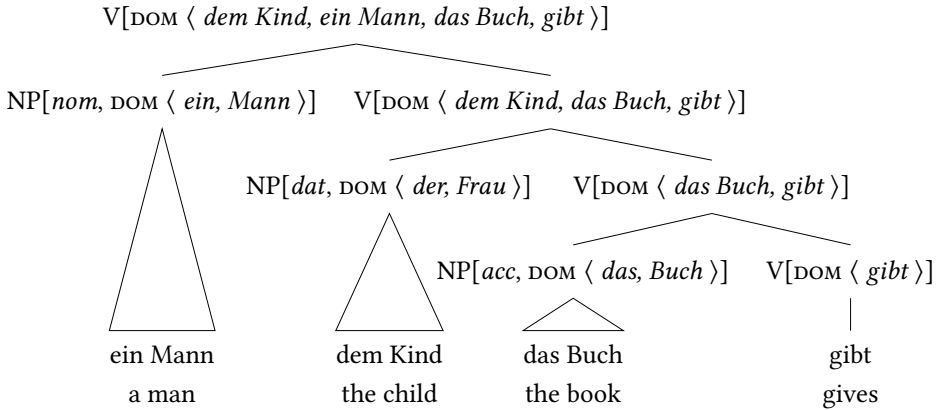 V[DOM ⟨ dem Kind, ein Mann, das Buch, gibt ⟩]
NP[nom, DOM ⟨ ein, Mann ⟩] V[DOM ⟨ dem Kind, das Buch, gibt ⟩]
NP[dat, DOM ⟨ der, Frau ⟩] V[DOM ⟨ das Buch, gibt ⟩]
NP[acc, DOM ⟨ das, Buch ⟩] V[DOM ⟨ gibt ⟩]
ein Mann dem Kind das Buch gibt
a man the child the book gives